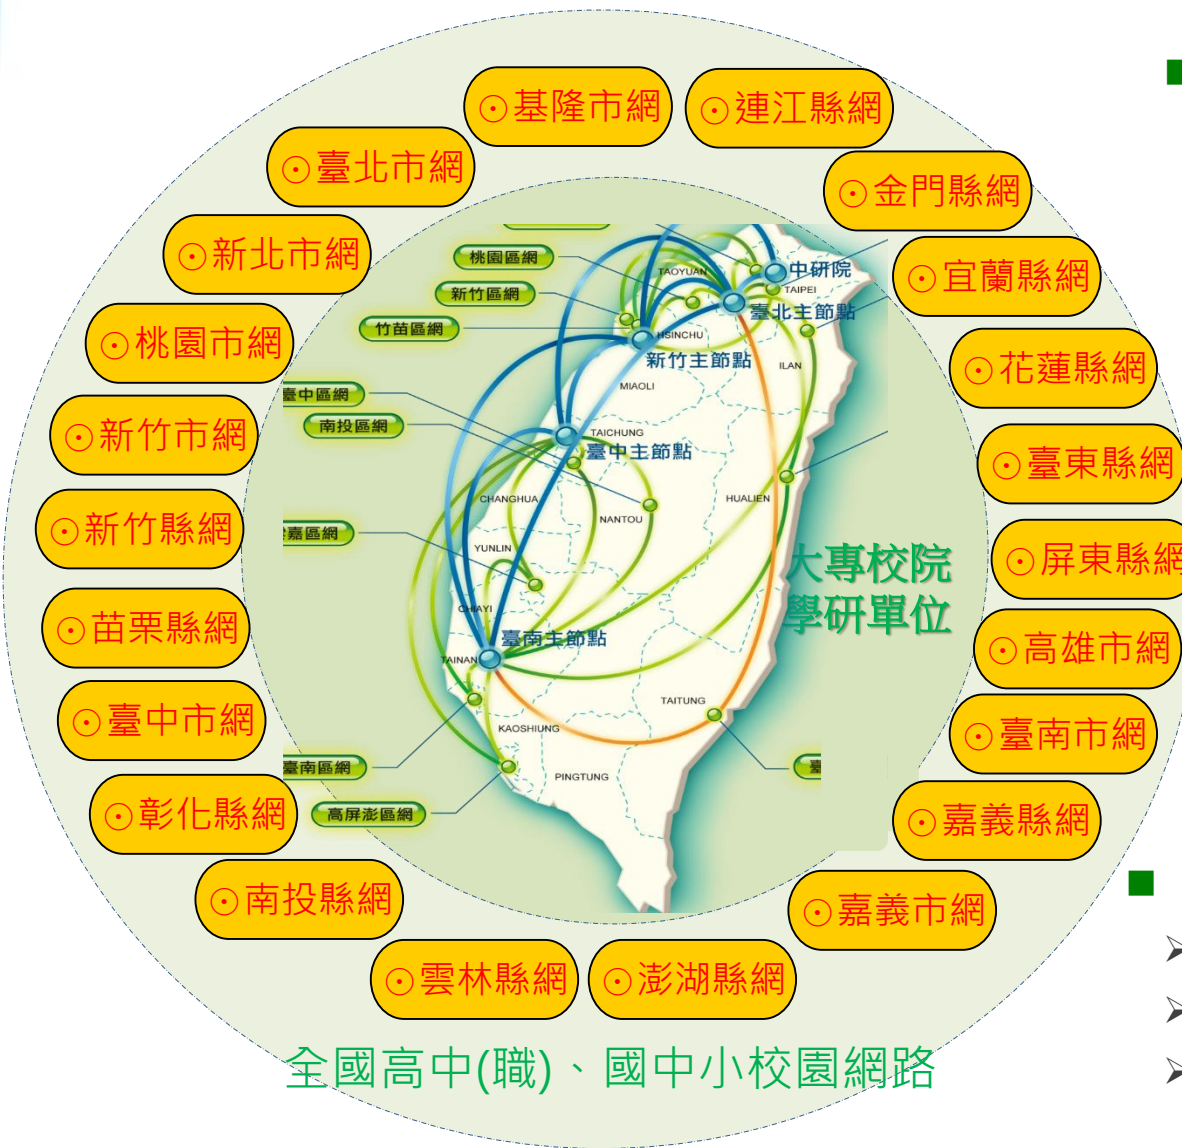 ⊙基隆市網
⊙連江縣網
⊙臺北市網
⊙金門縣網
⊙新北市網
⊙宜蘭縣網
⊙桃園市網
⊙花蓮縣網
⊙新竹市網
⊙臺東縣網
⊙新竹縣網
⊙屏東縣網
⊙苗栗縣網
⊙高雄市網
⊙臺中市網
⊙臺南市網
⊙彰化縣網
⊙嘉義縣網
⊙南投縣網
⊙嘉義市網
⊙雲林縣網
⊙澎湖縣網
桃園區網
新竹區網
竹苗區網
臺中區網
南投區網
嘉區網
臺南區網
高屏澎區網
中研院
臺北主節點
新竹主節點
臺中主節點
臺南主節點
TAOYUAN
TAIPEI
HSINCHU
ILAN
MIAOLI
TAICHUNG
CHANGHUA
NANTOU
HUALIEN
YUNLIN
CHIAYI
TAINAN
TAITUNG
KAOSHIUNG
PINGTUNG
大專校院
學研單位
全國高中(職)、國中小校園網路